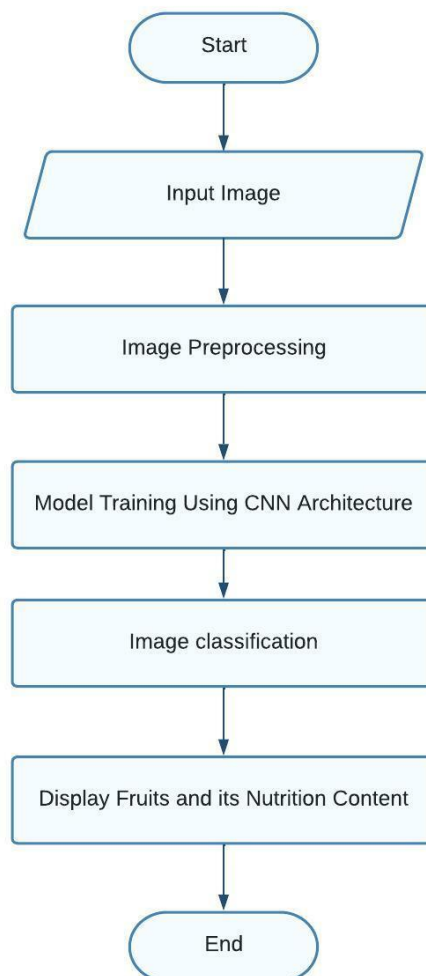 Start
Input Image
Image Preprocessing
Model Training Using CNN Architecture
Image classification
Display Fruits and its Nutrition Content
End